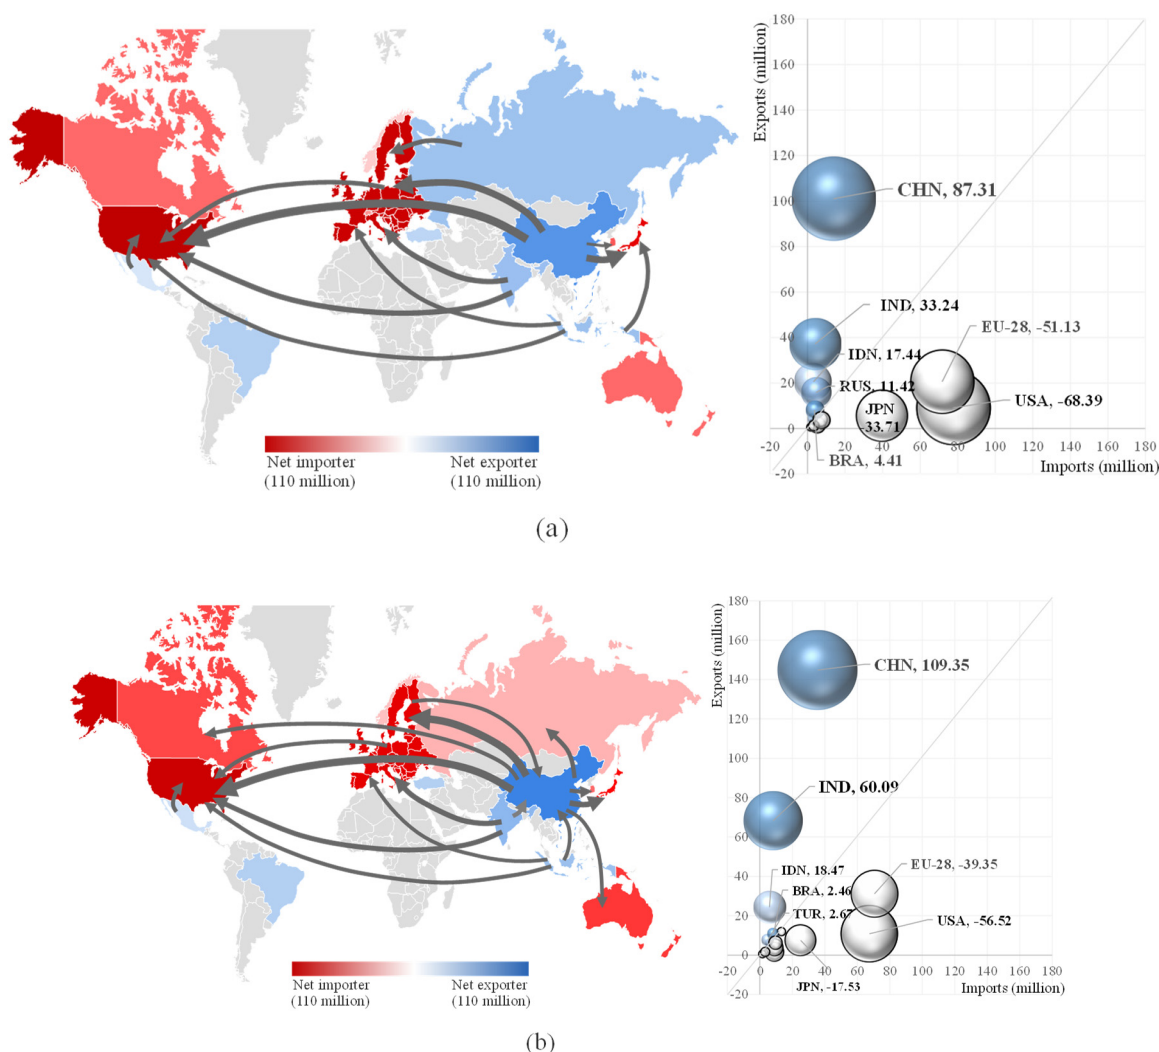 180
160
140
120
100
80
60
40
20
0
-20
Exports (million)
CHN, 87.31
IND, 33.24
EU-28, -51.13
IDN, 17.44
RUS, 11.42
JPN
-33.71
USA, -68.39
BRA, 4.41
-20 0 20 40 60 80 100 120 140 160 180
Imports (million)
Net importer
(110 million)
Net exporter
(110 million)
(a)
180
160
140
120
100
80
60
40
20
0
-20
Exports (million)
CHN, 109.35
IND, 60.09
EU-28, -39.35
IDN, 18.47
BRA, 2.46
TUR, 2.67
USA, -56.52
JPN, -17.53
-20 0 20 40 60 80 100 120 140 160 180
Imports (million)
Net importer
(110 million)
Net exporter
(110 million)
(b)